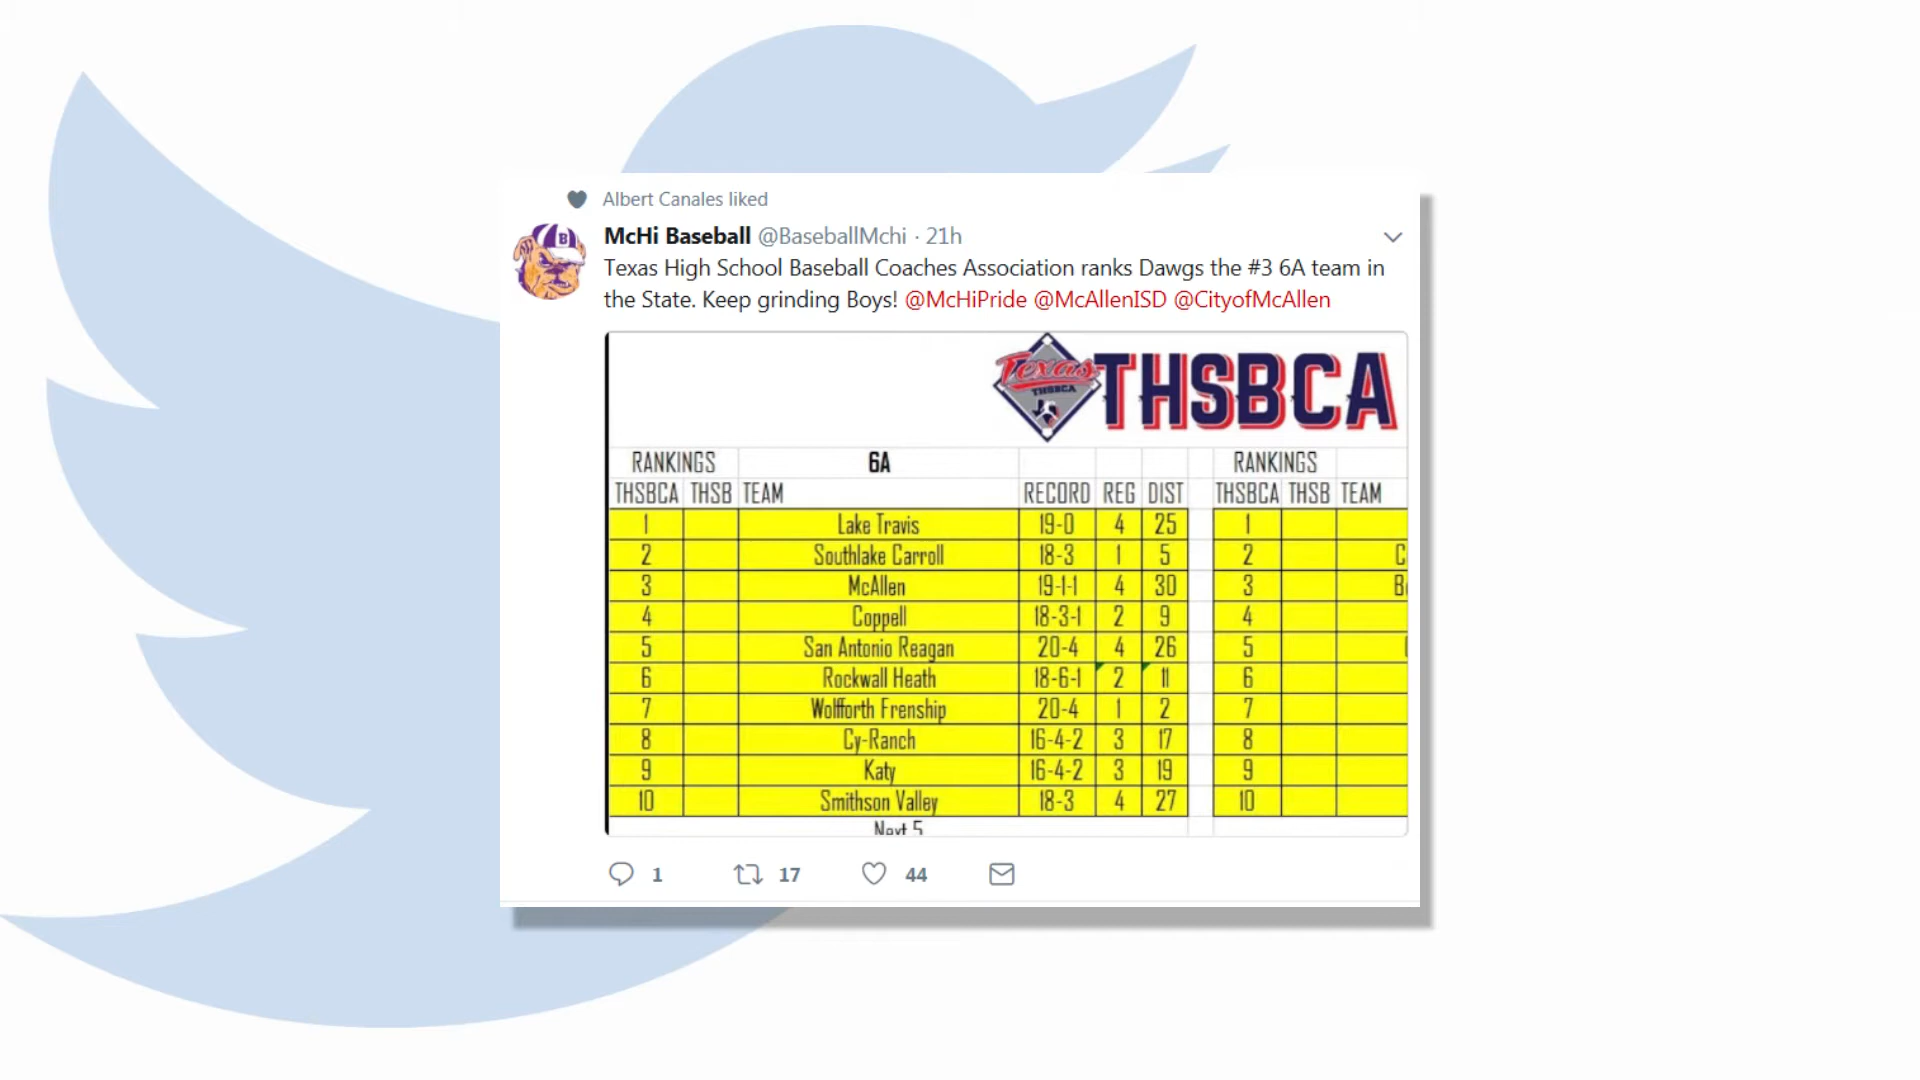 Albert Canales liked
McHi Baseball @BaseballMchi · 21h
Texas High School Baseball Coaches Association ranks Dawgs the #3 6A team in
the State. Keep grinding Boys! @McHiPride @McAllenISD @CityofMcAllen
B
Texas THSBCA
THSBCA
RANKINGS 6A RANKINGS
THSBCA THSB TEAM RECORD REG DIST THSBCA THSB TEAM
1 Lake Travis 19-0 4 25 1
2 Southlake Carroll 18-3 1 5 2 C
3 McAllen 19-1-1 4 30 3
4 Coppell 18-3-1 2 9 4
5 San Antonio Reagan 20-4 4 26 5
6 Rockwall Heath 18-6-1 2 11 6
7 Wolfforth Frenship 20-4 1 2 7
8 Cy-Ranch 16-4-2 3 17 8
9 Katy 16-4-2 3 19 9
10 Smithson Valley 18-3 4 27 10
Next 5
1 17 44